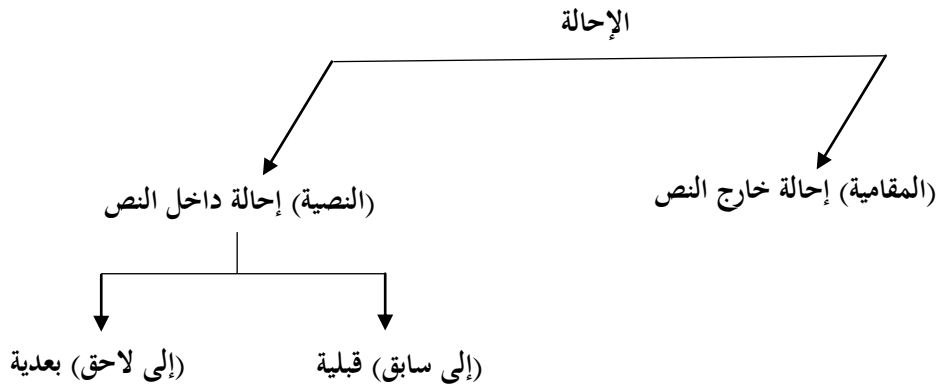 الإحالة
(المقامية) إحالة خارج النص
(النصية) إحالة داخل النص
(إلى سابق) قبلية
(إلى لاحق) بعدية